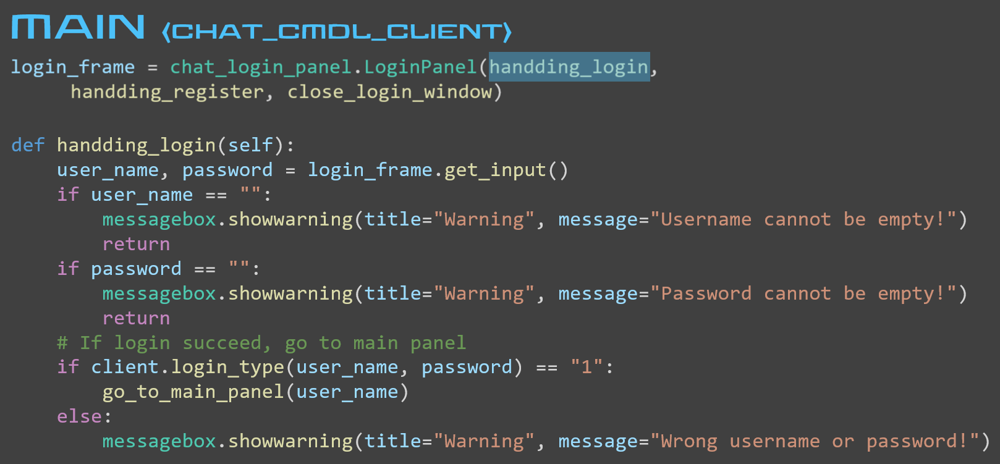 MAIN (CHAT_CMDL_CLIENT)
login_frame = chat_login_panel.LoginPanel(handding_login,
handding_register, close_login_window)
def handding_login(self):
user_name, password = login_frame.get_input()
if user_name == "":
messagebox.showwarning(title="Warning", message="Username cannot be empty!")
return
if password == "":
messagebox.showwarning(title="Warning", message="Password cannot be empty!")
return
# If login succeed, go to main panel
if client.login_type(user_name, password) == "1":
go_to_main_panel(user_name)
else:
messagebox.showwarning(title="Warning", message="Wrong username or password!")